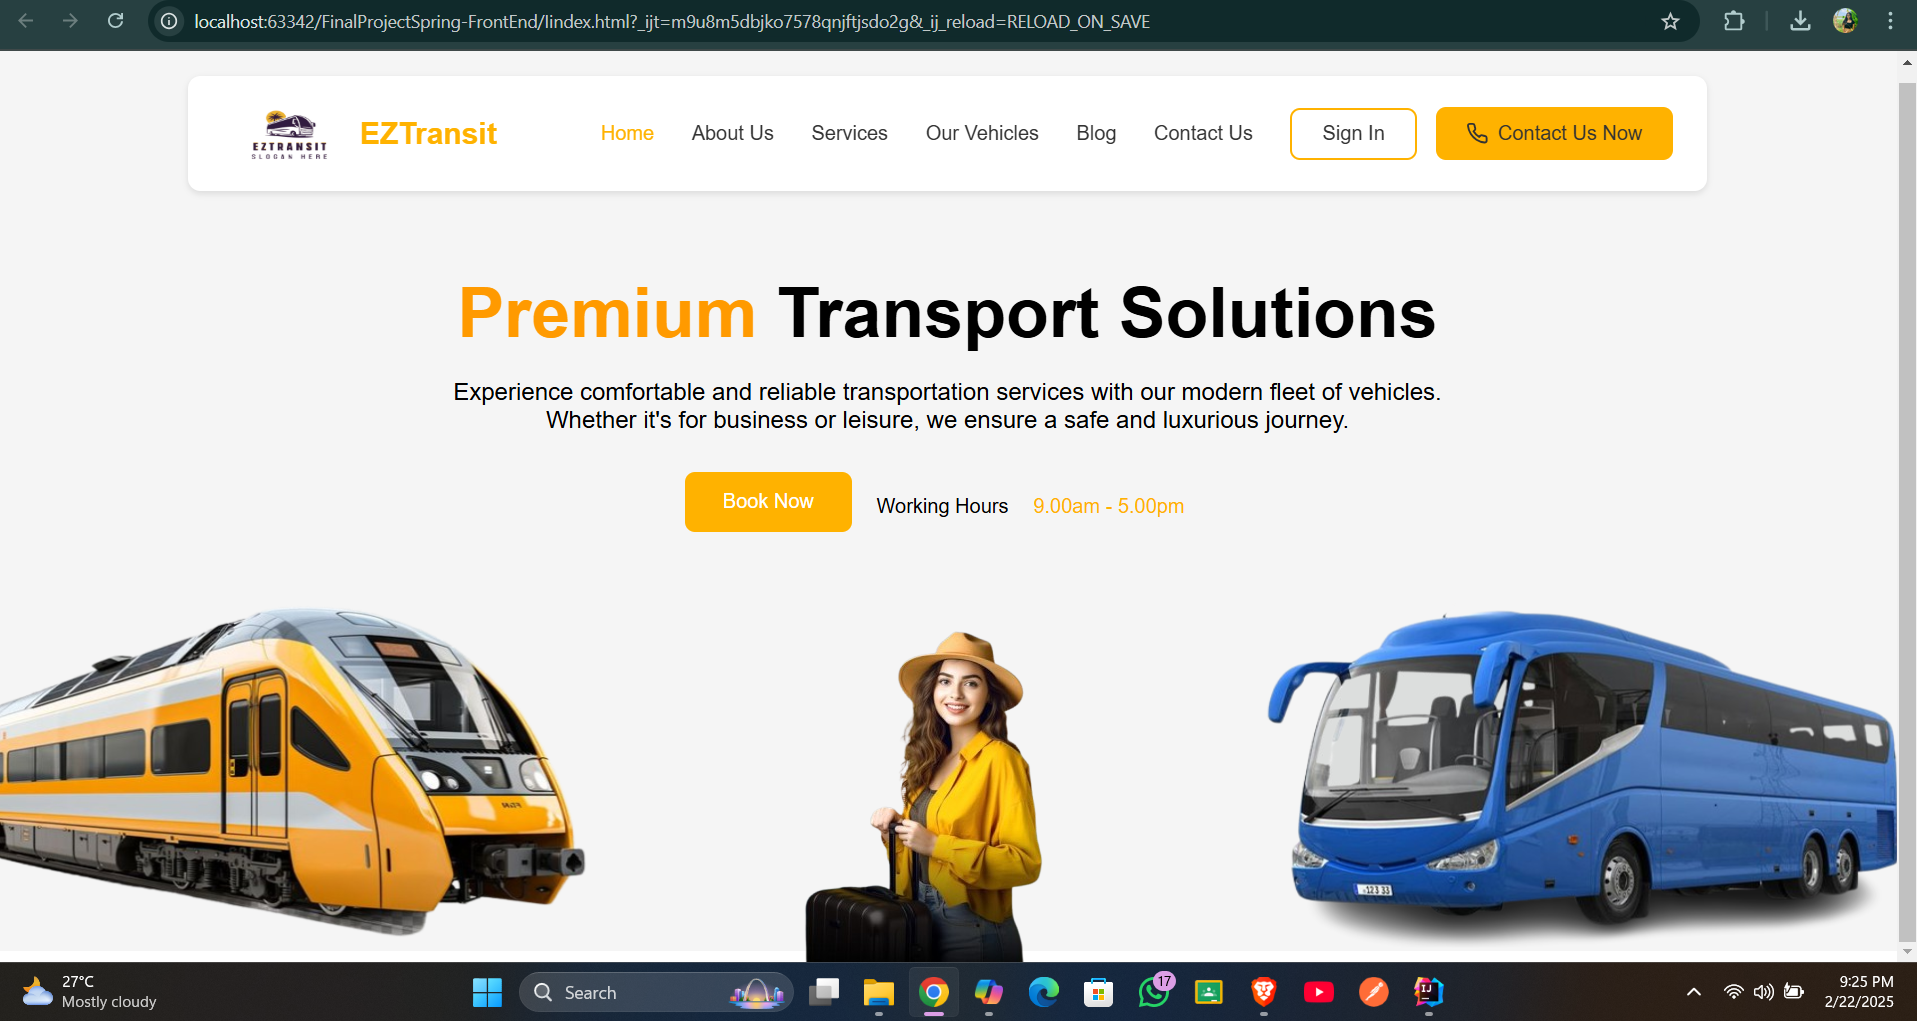 localhost:63342/FinalProjectSpring-FrontEnd/Iindex.html?_ijt=m9u8m5dbjko7578qnjftjsdo2g&_ij_reload=RELOAD_ON_SAVE
EZTRANSIT
SLOGAN HERE
EZTransit
Home
About Us
Services
Our Vehicles
Blog
Contact Us
Sign In
Contact Us Now
Premium Transport Solutions
Experience comfortable and reliable transportation services with our modern fleet of vehicles.
Whether it's for business or leisure, we ensure a safe and luxurious journey.
Book Now
Working Hours
9.00am - 5.00pm
27°C
Mostly cloudy
Search
17
IJ
9:25 PM
2/22/2025